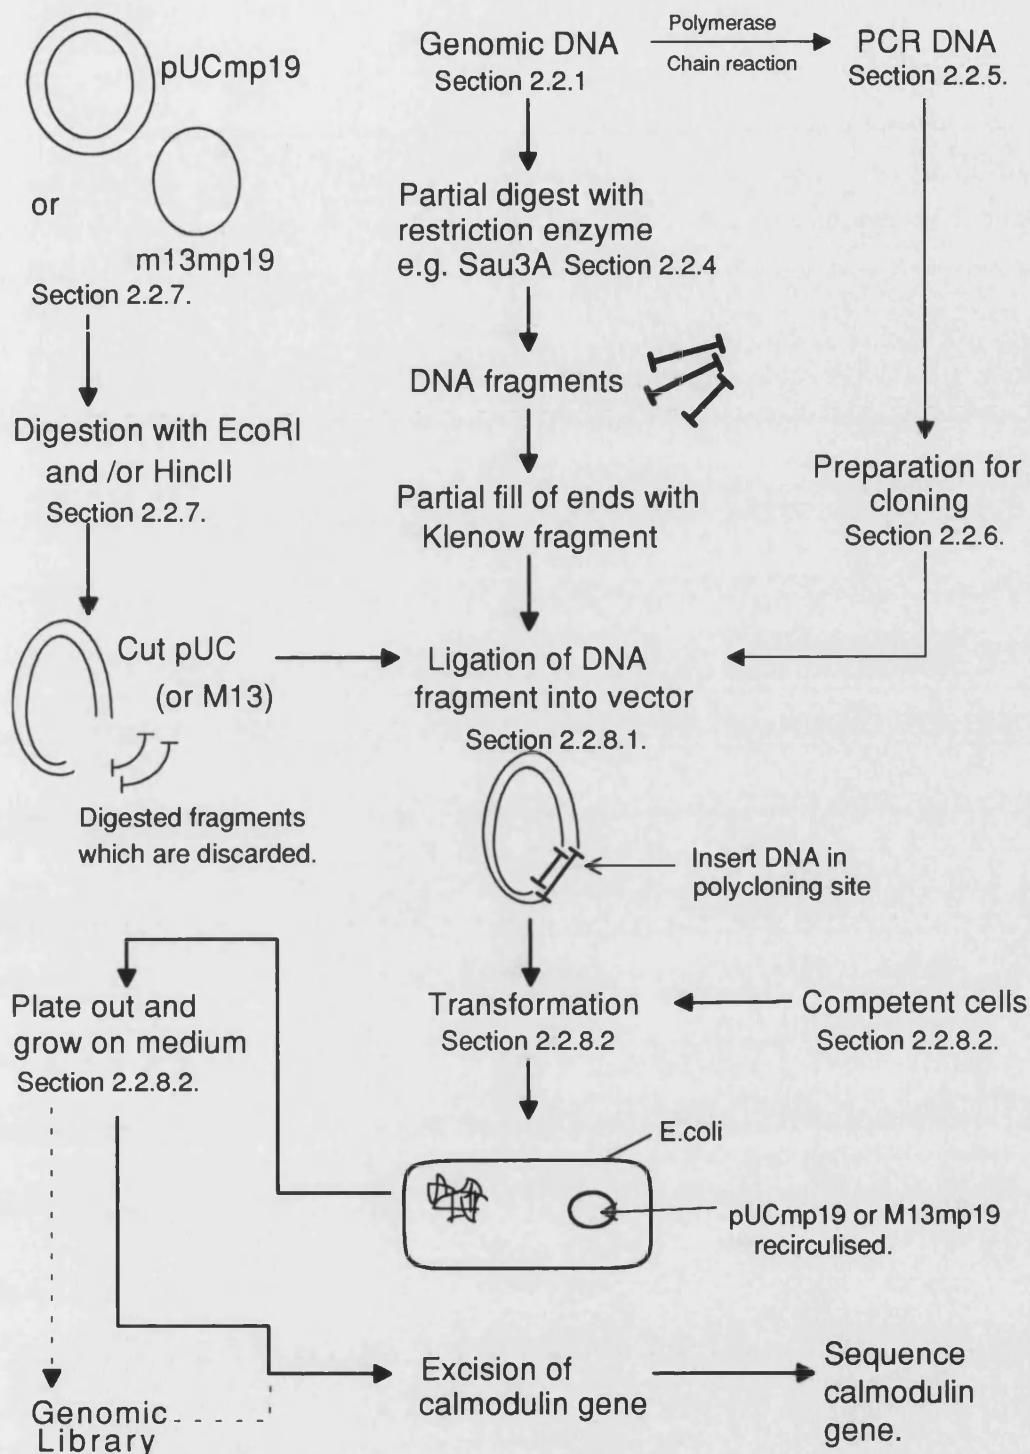 pUCmp19
or
m13mp19
Section 2.2.7.
Digestion with EcoRI
and /or HincII
Section 2.2.7.
Cut pUC
(or M13)
Digested fragments
which are discarded.
Genomic DNA
Section 2.2.1
Polymerase
Chain reaction
PCR DNA
Section 2.2.5.
Partial digest with
restriction enzyme
e.g. Sau3A Section 2.2.4
DNA fragments
Partial fill of ends with
Klenow fragment
Preparation for
cloning
Section 2.2.6.
Ligation of DNA
fragment into vector
Section 2.2.8.1.
Insert DNA in
polycloning site
Transformation
Section 2.2.8.2
Competent cells
Section 2.2.8.2.
E.coli
pUCmp19 or M13mp19
recirculised.
Plate out and
grow on medium
Section 2.2.8.2.
Genomic
Library
Excision of
calmodulin gene
Sequence
calmodulin
gene.